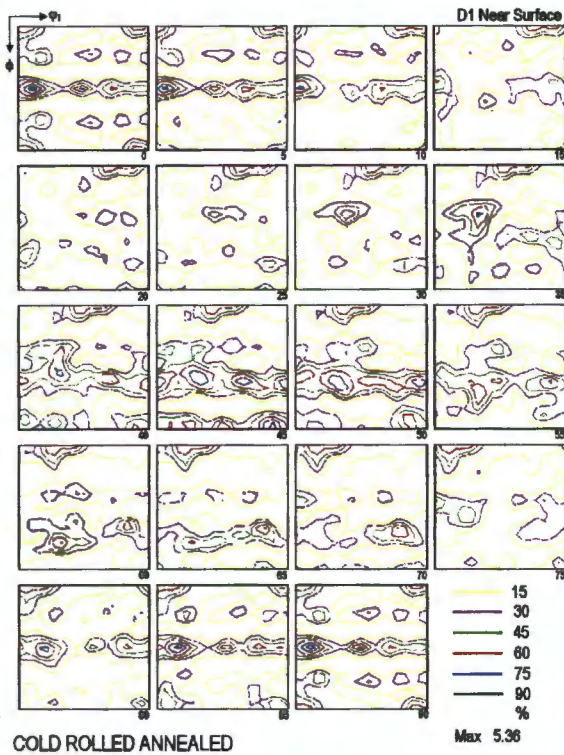 φ1
D1 Near Surface
Φ
0 5 10 15
20 25 30 35
40 45 50 55
60 65 70 75
80 85 90
15
30
45
60
75
90
%
Max 5.36
COLD ROLLED ANNEALED